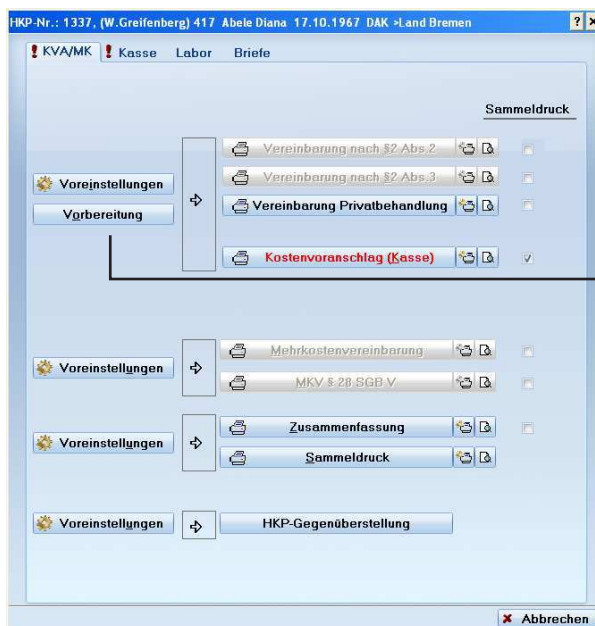 HKP-Nr.: 1337, (W.Greifenberg) 417 Abele Diana 17.10.1967 DAK >Land Bremen
KVA/MK Kasse Labor Briefe
Sammeldruck
Vereinbarung nach §2 Abs.2
Vereinbarung nach §2 Abs.3
Voreinstellungen
Vereinbarung Privatbehandlung
Vorbereitung
Kostenvoranschlag (Kasse)
Mehrkostenvereinbarung
Voreinstellungen
MKV § 28 SGB V
Zusammenfassung
Voreinstellungen
Sammeldruck
Voreinstellungen
HKP-Gegenüberstellung
Abbrechen